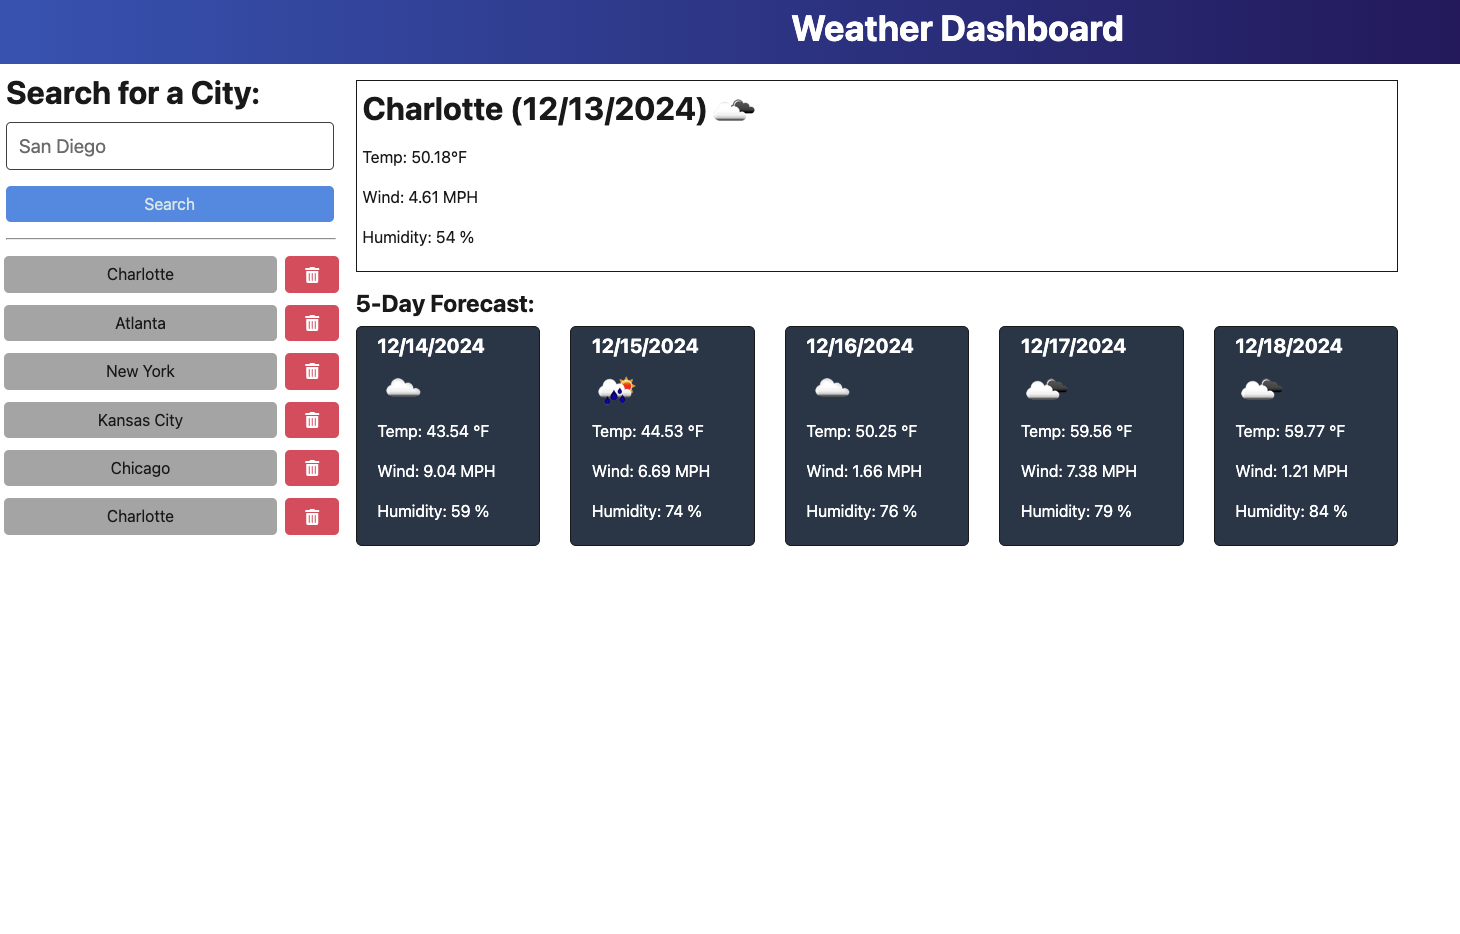 Weather Dashboard
Search for a City:
San Diego
Search
Charlotte
Atlanta
New York
Kansas City
Chicago
Charlotte
Charlotte (12/13/2024)
Temp: 50.18°F
Wind: 4.61 MPH
Humidity: 54 %
5-Day Forecast:
12/14/2024
Temp: 43.54 °F
Wind: 9.04 MPH
Humidity: 59 %
12/15/2024
Temp: 44.53 °F
Wind: 6.69 MPH
Humidity: 74 %
12/16/2024
Temp: 50.25 °F
Wind: 1.66 MPH
Humidity: 76 %
12/17/2024
Temp: 59.56 °F
Wind: 7.38 MPH
Humidity: 79 %
12/18/2024
Temp: 59.77 °F
Wind: 1.21 MPH
Humidity: 84 %